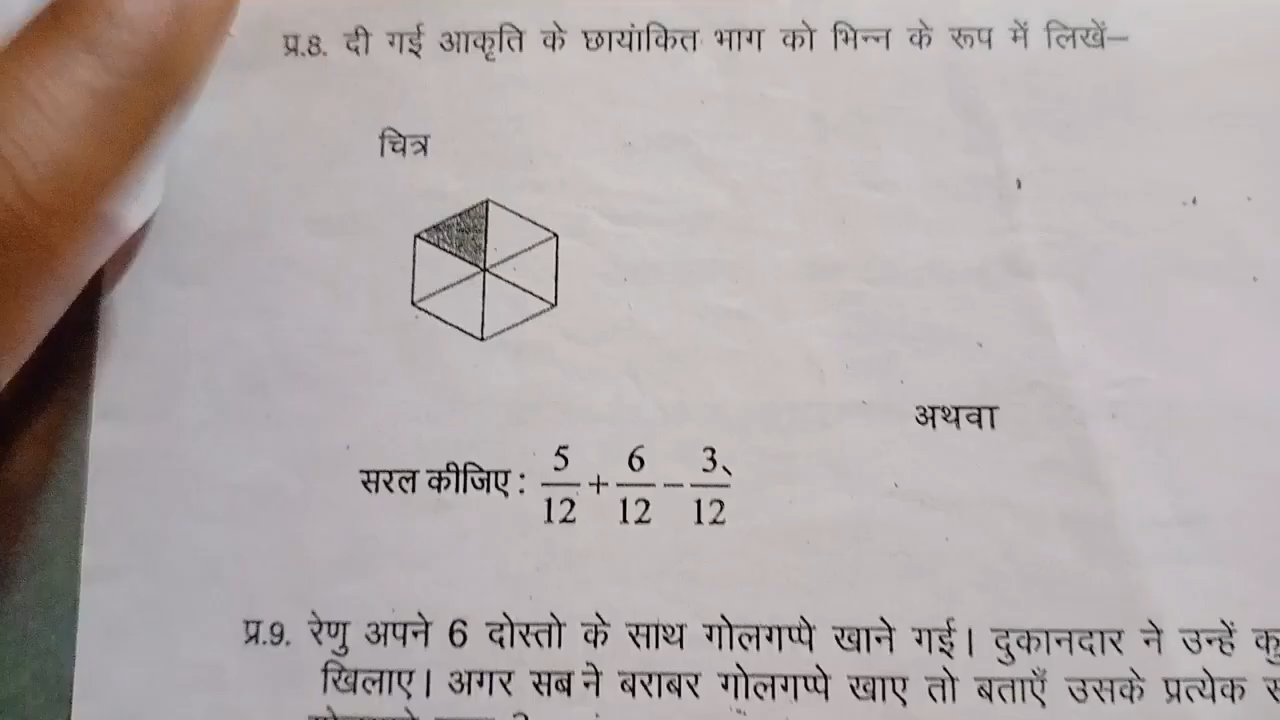 प्र.8. दी गई आकृति के छायांकित भाग को भिन्न के रूप में लिखें–
चित्र
अथवा
सरल कीजिए : 5/12 + 6/12 − 3/12
प्र.9. रेणु अपने 6 दोस्तो के साथ गोलगप्पे खाने गई। दुकानदार ने उन्हें
खिलाए। अगर सब ने बराबर गोलगप्पे खाए तो बताएँ उसके प्रत्येक